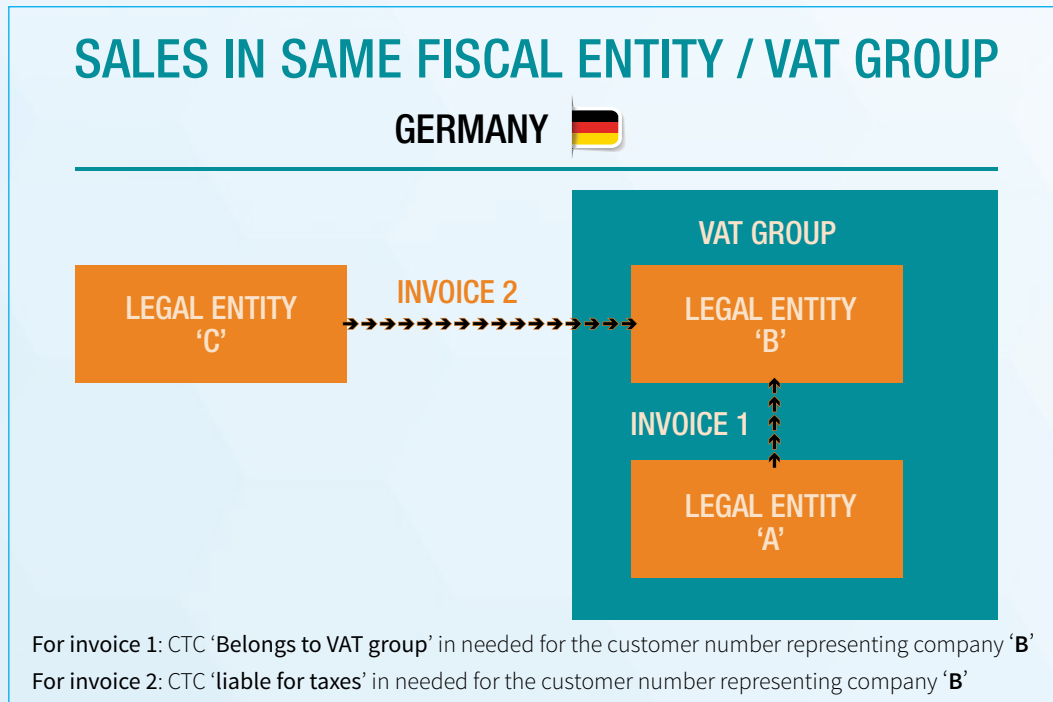 SALES IN SAME FISCAL ENTITY / VAT GROUP
GERMANY
VAT GROUP
LEGAL ENTITY
‘C’
INVOICE 2
LEGAL ENTITY
‘B’
INVOICE 1
LEGAL ENTITY
‘A’
For invoice 1: CTC ‘Belongs to VAT group’ in needed for the customer number representing company ‘B’
For invoice 2: CTC ‘liable for taxes’ in needed for the customer number representing company ‘B’